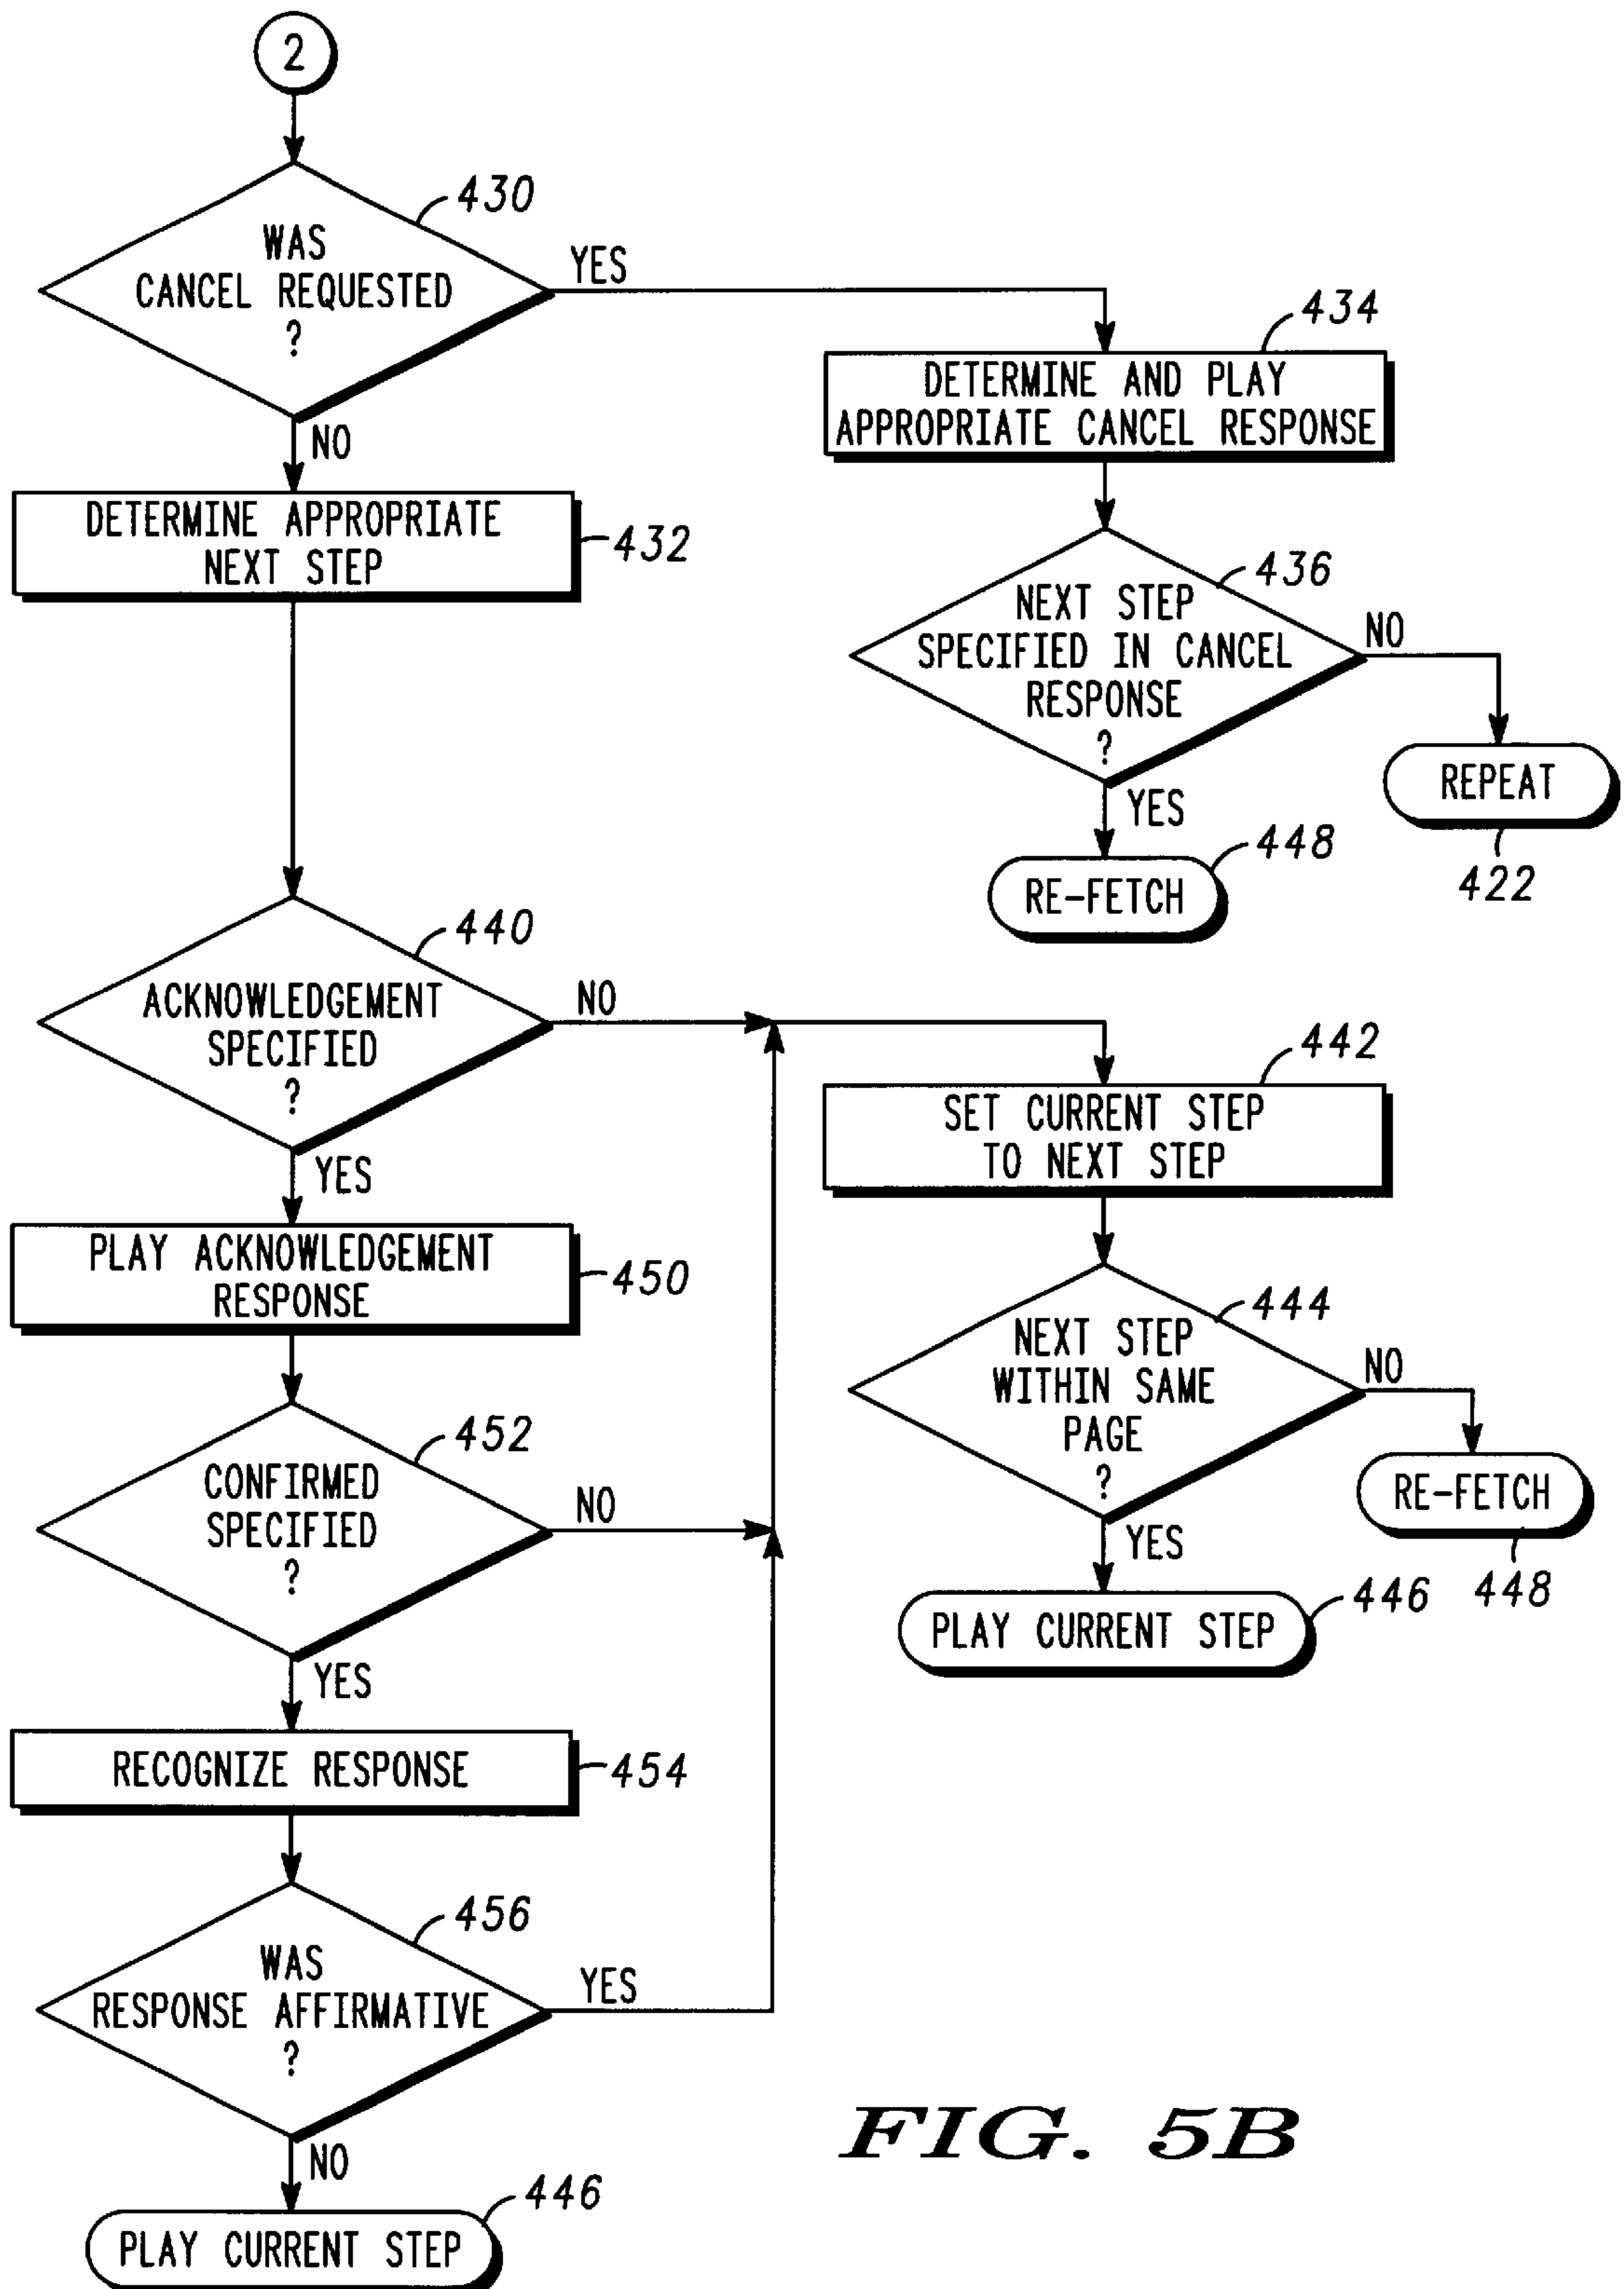 2
430
WAS
CANCEL REQUESTED
?
YES
NO
434
DETERMINE AND PLAY
APPROPRIATE CANCEL RESPONSE
DETERMINE APPROPRIATE
NEXT STEP
432
436
NEXT STEP
SPECIFIED IN CANCEL
RESPONSE
?
NO
YES
REPEAT
422
448
RE-FETCH
440
ACKNOWLEDGEMENT
SPECIFIED
?
NO
YES
442
SET CURRENT STEP
TO NEXT STEP
PLAY ACKNOWLEDGEMENT
RESPONSE
450
444
NEXT STEP
WITHIN SAME
PAGE
?
NO
YES
RE-FETCH
448
446
PLAY CURRENT STEP
452
CONFIRMED
SPECIFIED
?
NO
YES
RECOGNIZE RESPONSE
454
456
WAS
RESPONSE AFFIRMATIVE
?
YES
NO
446
PLAY CURRENT STEP
FIG. 5B